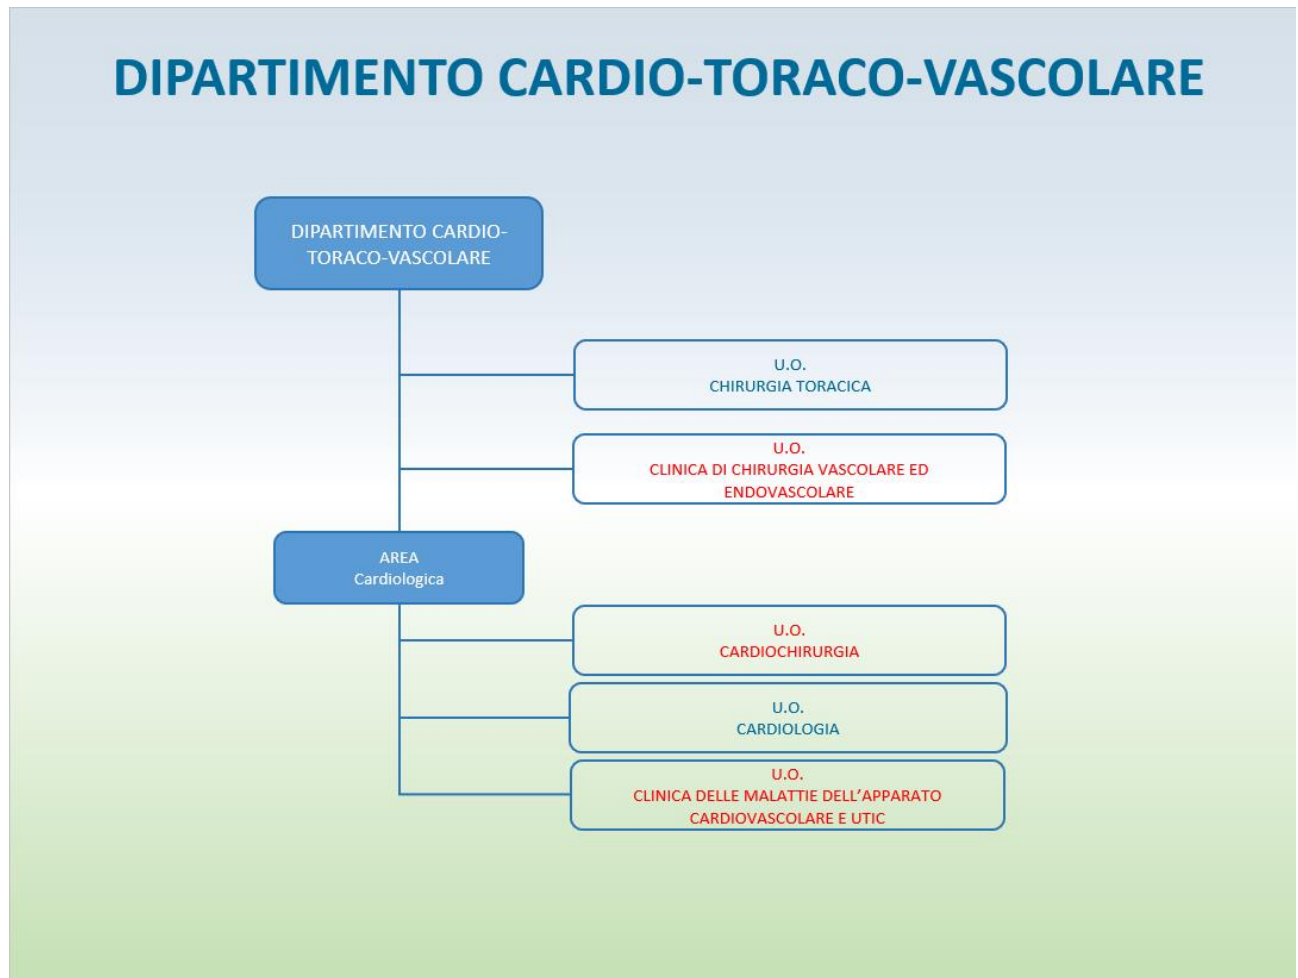 DIPARTIMENTO CARDIO-TORACO-VASCOLARE
DIPARTIMENTO CARDIO-
TORACO-VASCOLARE
U.O.
CHIRURGIA TORACICA
U.O.
CLINICA DI CHIRURGIA VASCOLARE ED
ENDOVASCOLARE
AREA
Cardiologica
U.O.
CARDIOCHIRURGIA
U.O.
CARDIOLOGIA
U.O.
CLINICA DELLE MALATTIE DELL’APPARATO
CARDIOVASCOLARE E UTIC